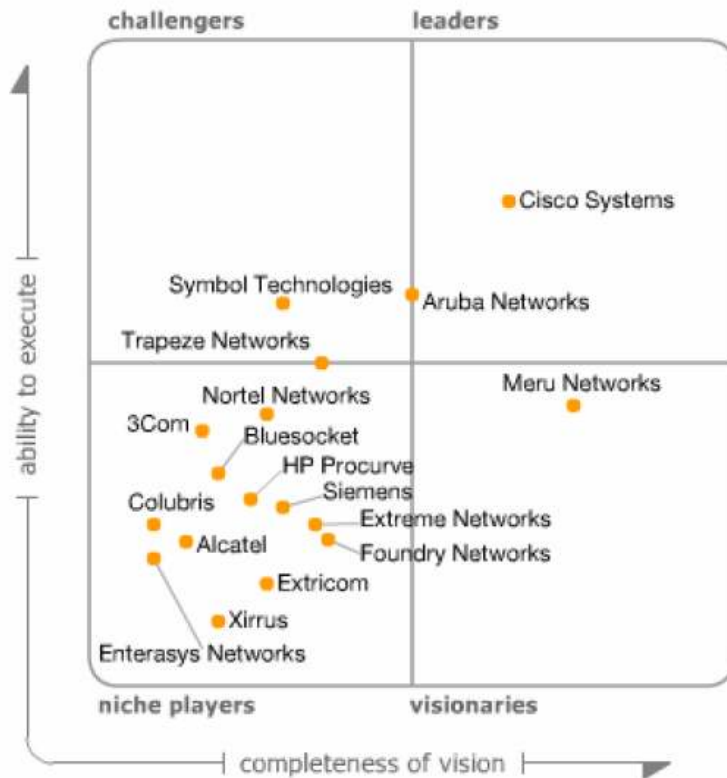 challengers
leaders
Cisco Systems
Symbol Technologies
Aruba Networks
Trapeze Networks
Meru Networks
Nortel Networks
3Com
Bluesocket
HP Procurve
Siemens
Colubris
Extreme Networks
Alcatel
Foundry Networks
Extricom
Xirrus
Enterasys Networks
niche players
visionaries
ability to execute
completeness of vision